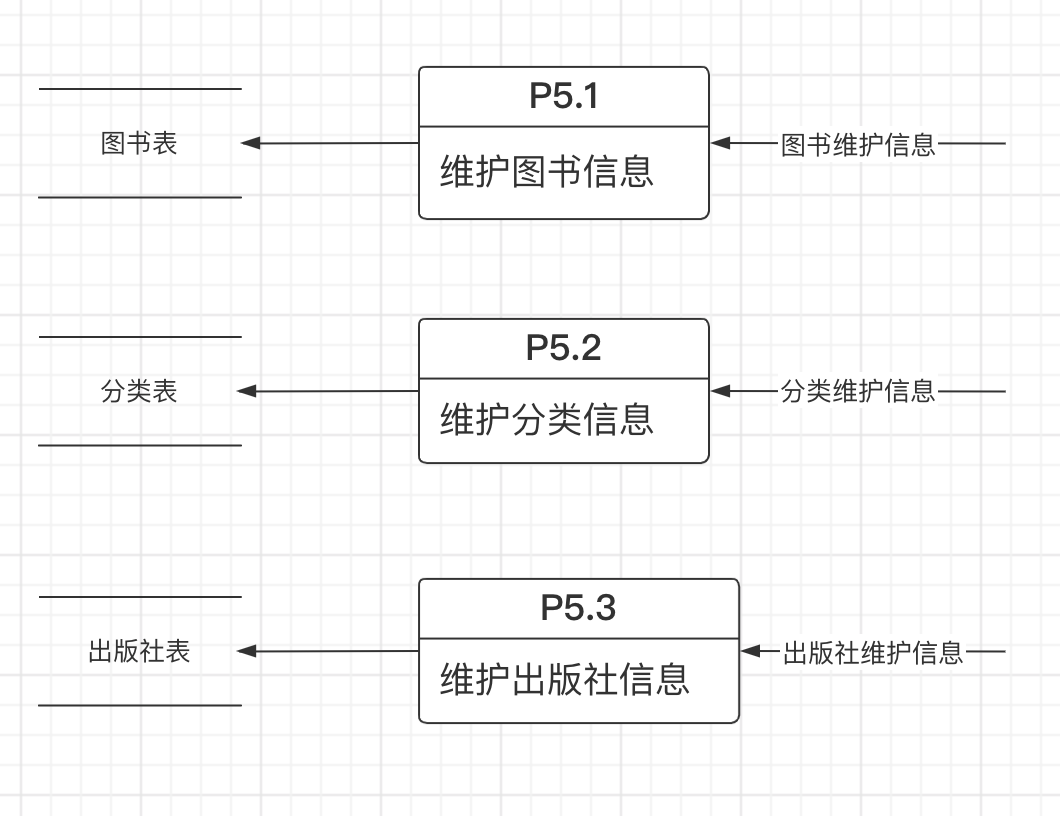 P5.1
图书表
维护图书信息
图书维护信息
P5.2
分类表
维护分类信息
分类维护信息
P5.3
出版社表
维护出版社信息
出版社维护信息